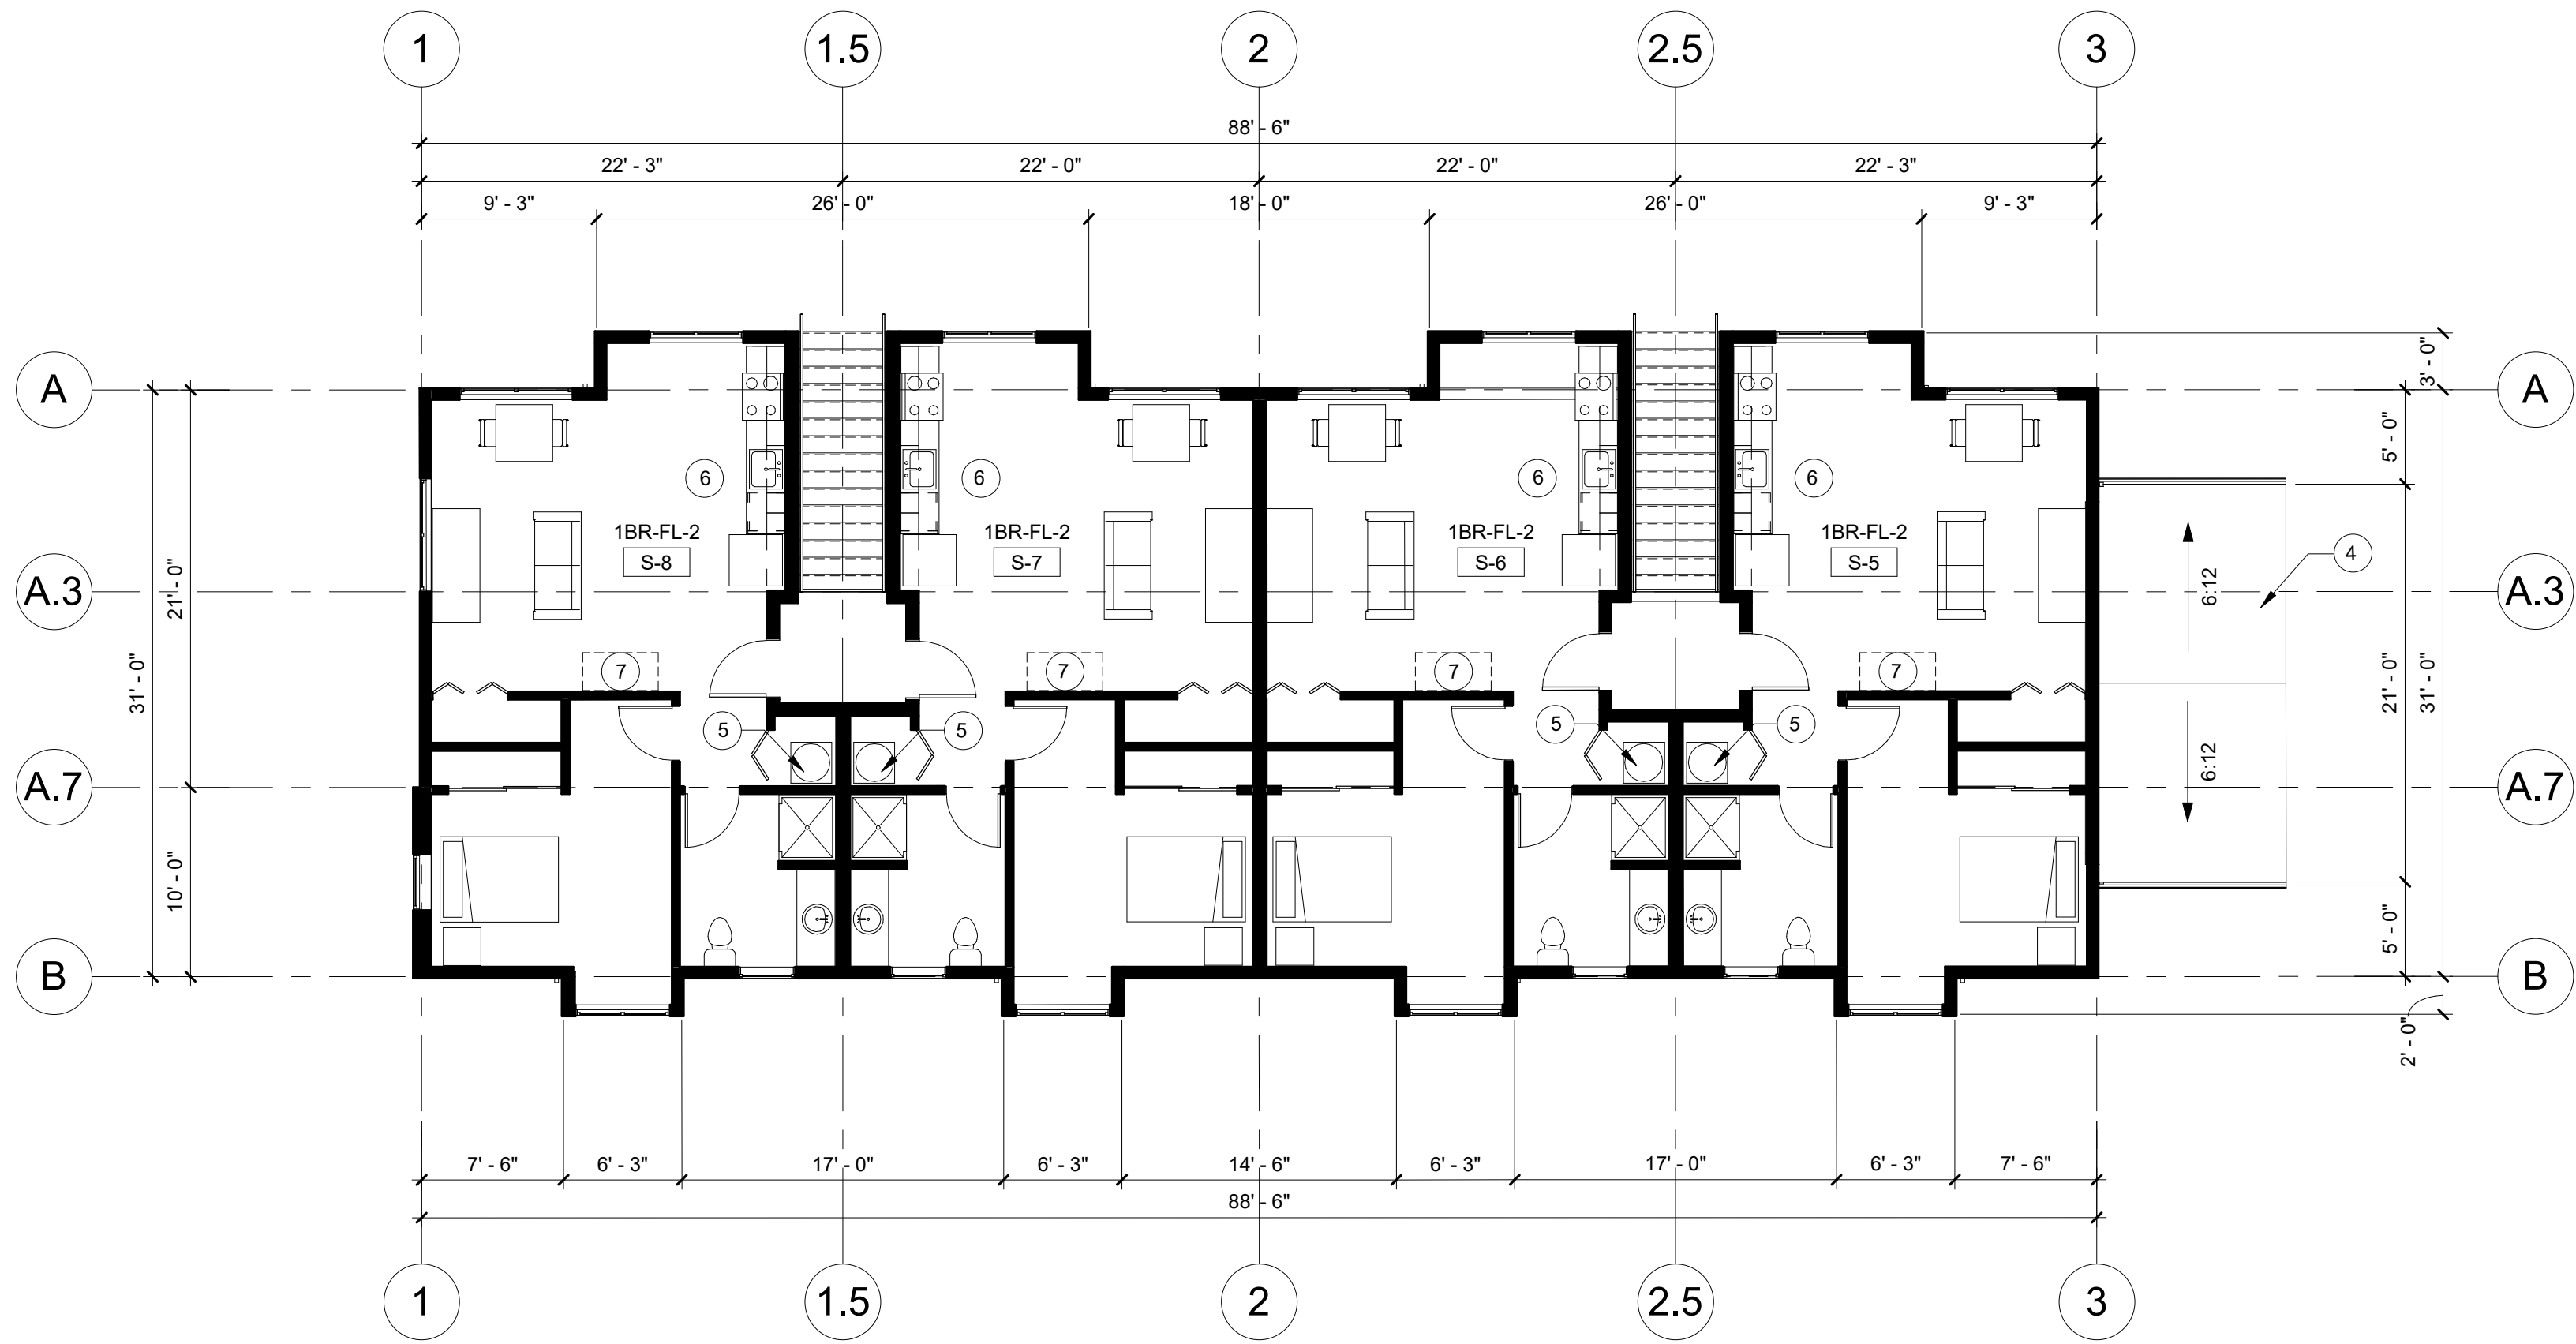 1 1.5 2 2.5 3
88' - 6"
22' - 3" 22' - 0" 22' - 0" 22' - 3"
9' - 3" 26' - 0" 18' - 0" 26' - 0" 9' - 3"
A A
3' - 0"
5' - 0"
6 6 6 6
1BR-FL-2 1BR-FL-2 1BR-FL-2 1BR-FL-2
S-8 S-7 S-6 S-5
4
6:12
A.3 A.3
21' - 0"
31' - 0"
7 7 7 7
21' - 0"
31' - 0"
5 5 5 5
6:12
A.7 A.7
10' - 0"
5' - 0"
B B
2' - 0"
7' - 6" 6' - 3" 17' - 0" 6' - 3" 14' - 6" 6' - 3" 17' - 0" 6' - 3" 7' - 6"
88' - 6"
1 1.5 2 2.5 3